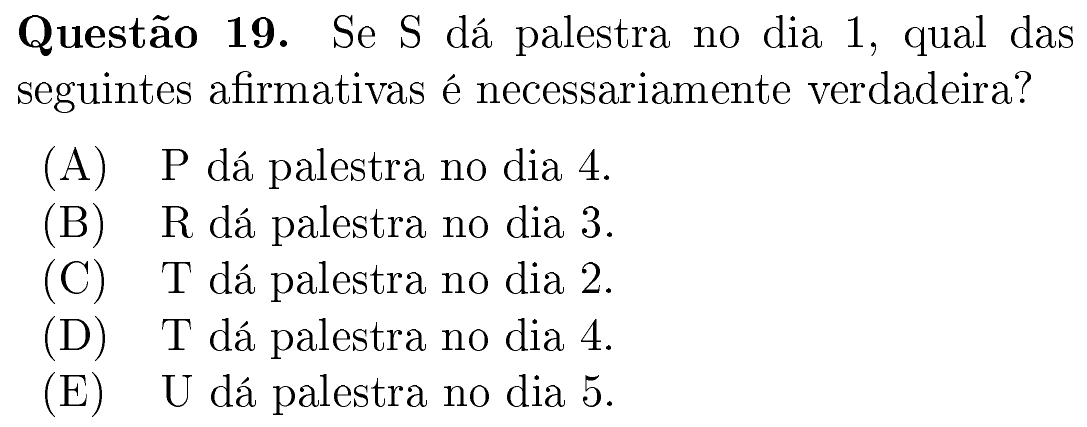 Questão 19. Se S dá palestra no dia 1, qual das
seguintes afirmativas é necessariamente verdadeira?
(A) P dá palestra no dia 4.
(B) R dá palestra no dia 3.
(C) T dá palestra no dia 2.
(D) T dá palestra no dia 4.
(E) U dá palestra no dia 5.